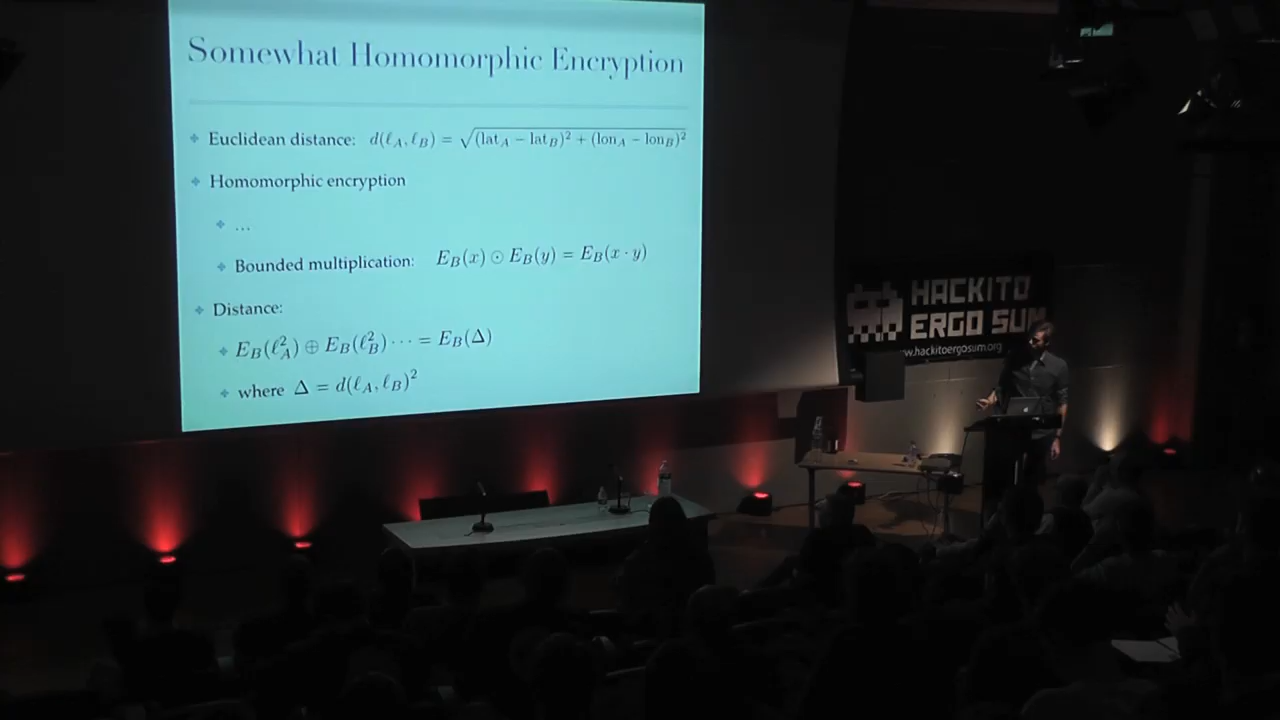 Somewhat Homomorphic Encryption
❖ Euclidean distance: d(ℓ_A, ℓ_B) = √((lat_A − lat_B)² + (lon_A − lon_B)²)
❖ Homomorphic encryption
❖ ...
❖ Bounded multiplication: E_B(x) ⊙ E_B(y) = E_B(x · y)
❖ Distance:
❖ E_B(ℓ_A²) ⊕ E_B(ℓ_B²) ··· = E_B(Δ)
❖ where Δ = d(ℓ_A, ℓ_B)²
HACKITO
ERGO SUM
www.hackitoergosum.org